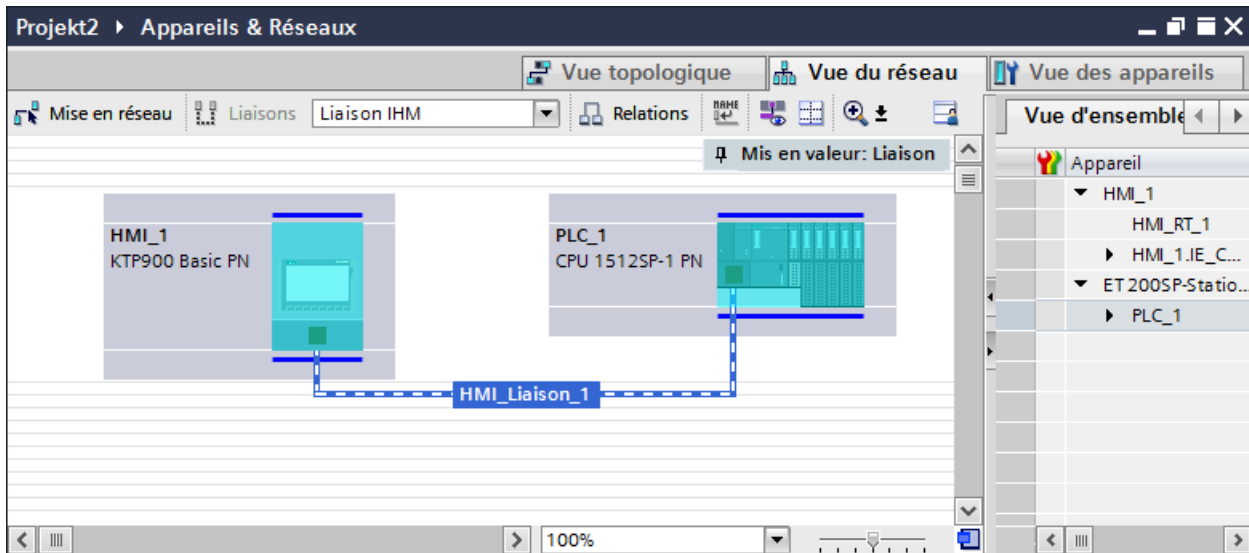 Projekt2 ▸ Appareils & Réseaux
Vue topologique Vue du réseau Vue des appareils
Mise en réseau Liaisons Liaison IHM Relations
Vue d'ensemble
Mis en valeur: Liaison
Appareil
HMI_1
HMI_RT_1
HMI_1.IE_C...
ET 200SP-Statio...
PLC_1
HMI_1
KTP900 Basic PN
PLC_1
CPU 1512SP-1 PN
HMI_Liaison_1
100%